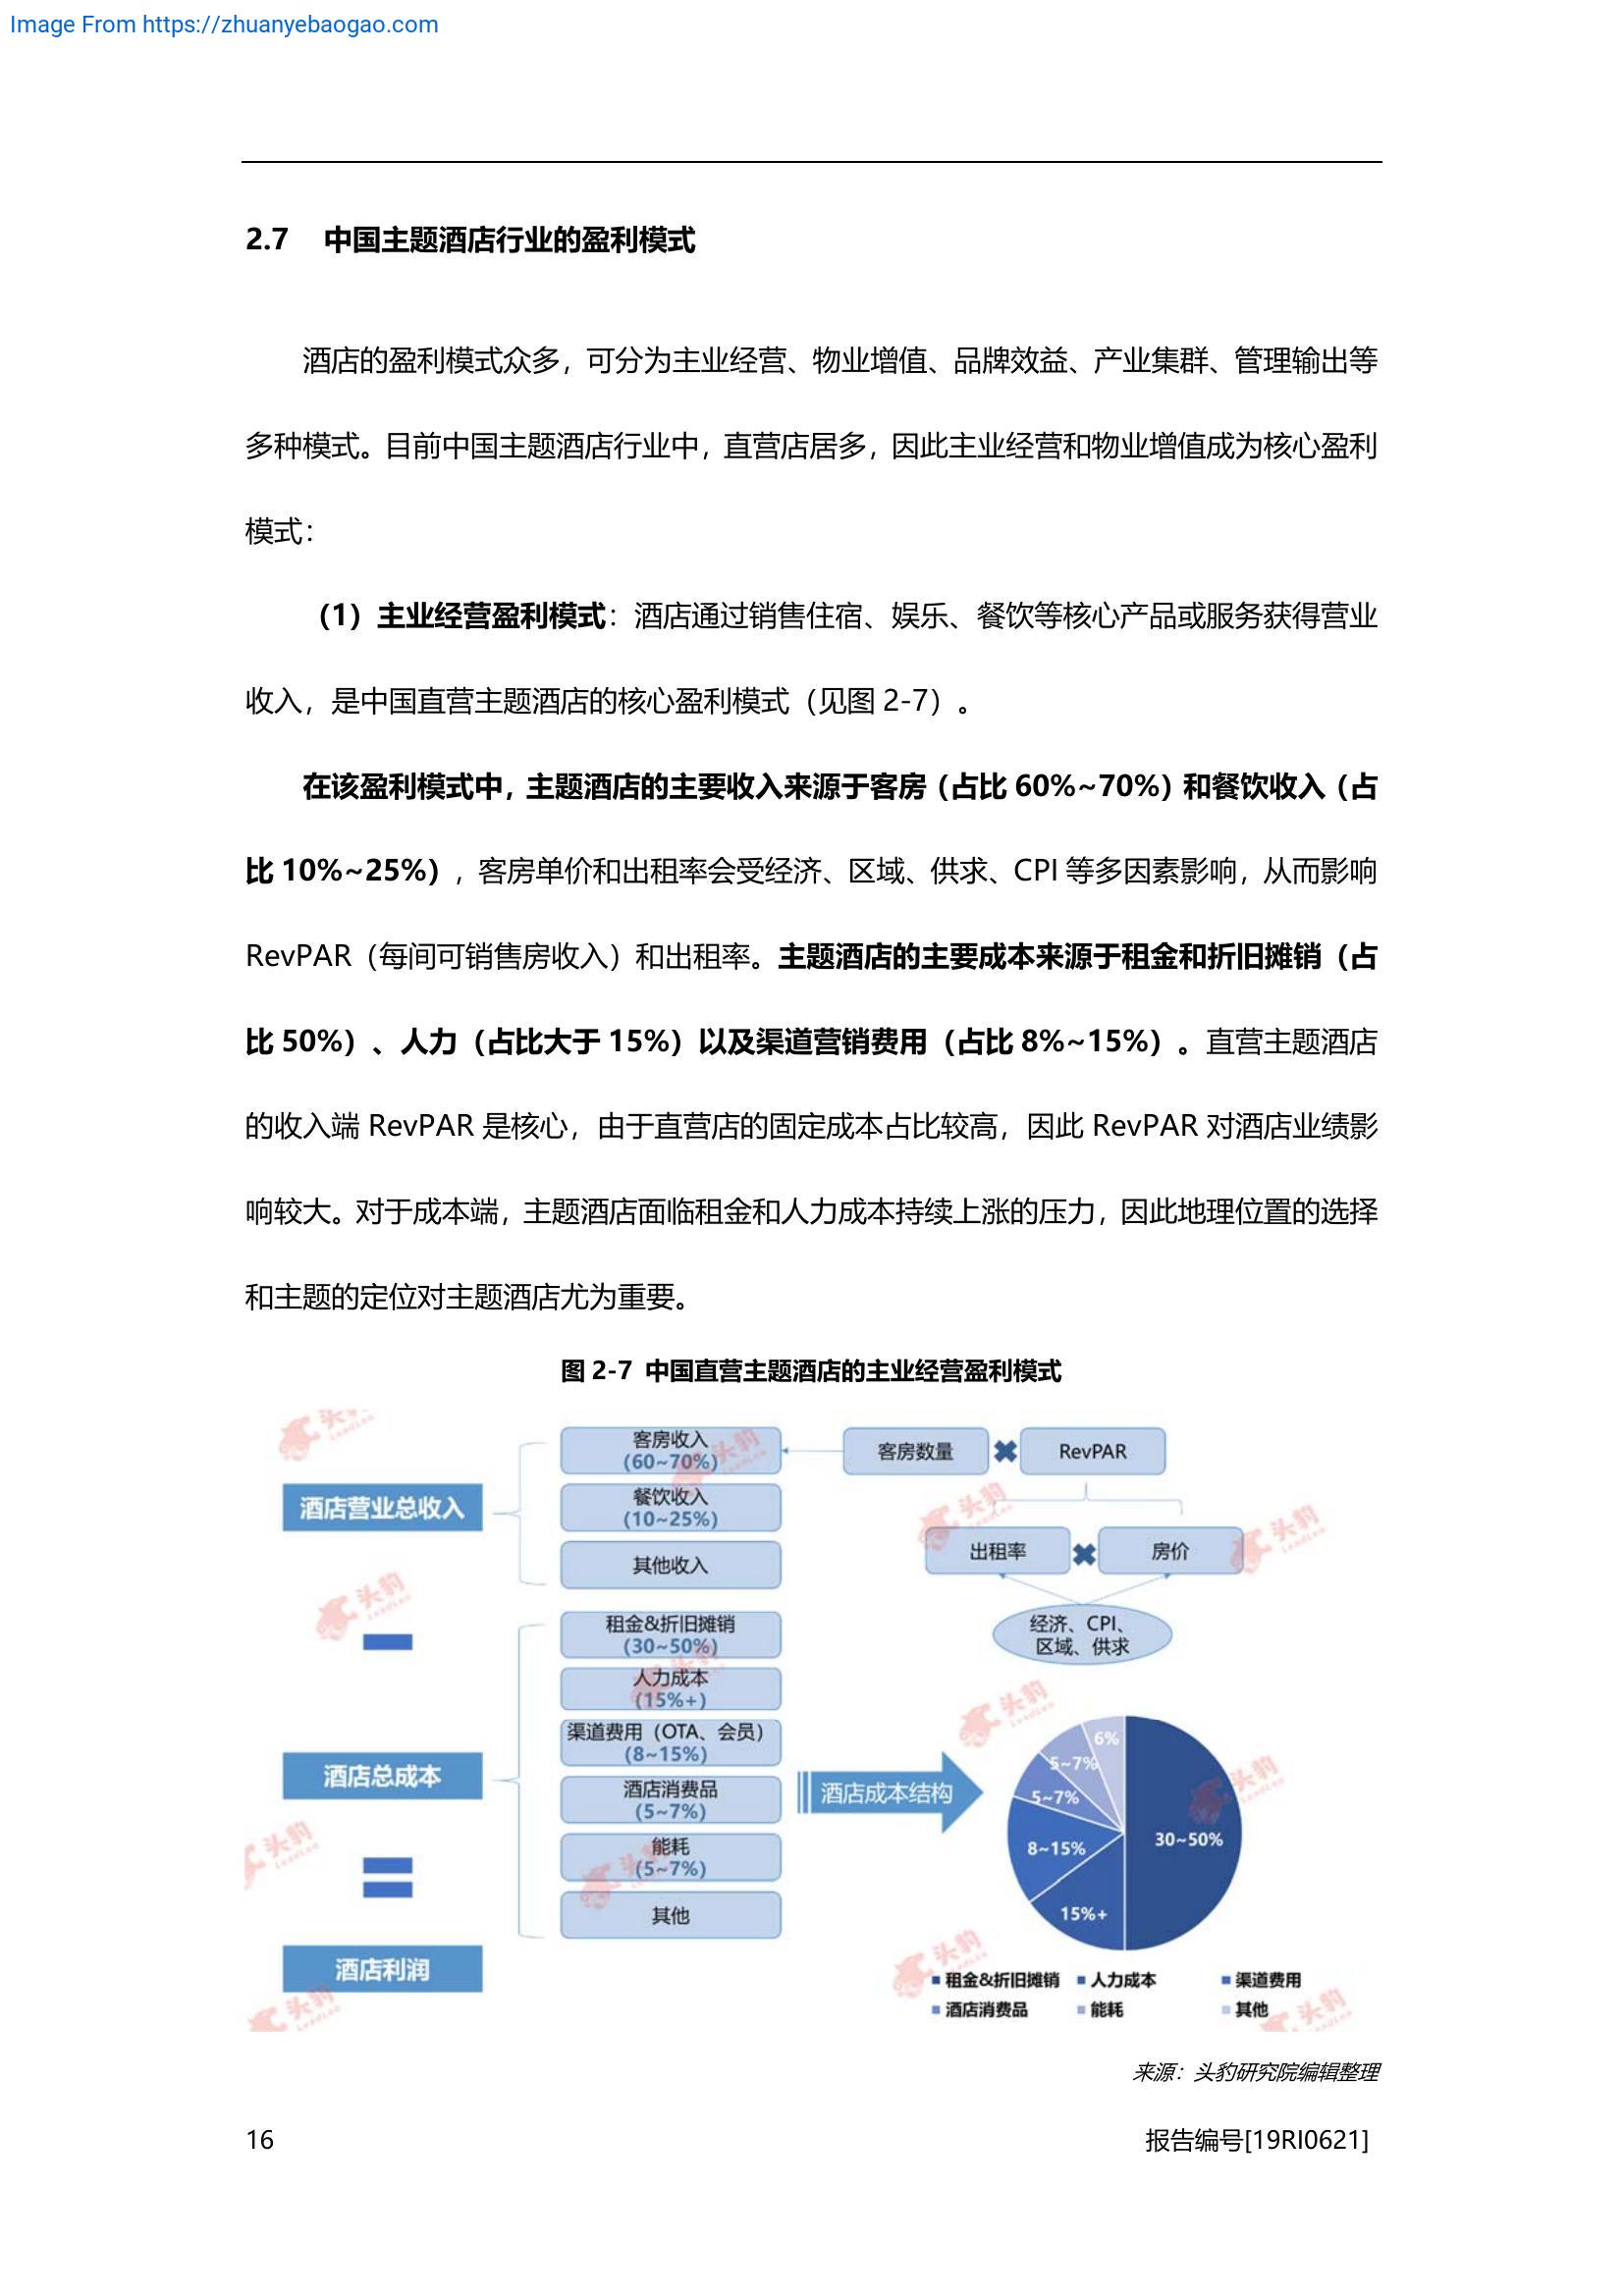 Image From https://zhuanyebaogao.com
2.7 中国主题酒店行业的盈利模式
酒店的盈利模式众多，可分为主业经营、物业增值、品牌效益、产业集群、管理输出等
多种模式。目前中国主题酒店行业中，直营店居多，因此主业经营和物业增值成为核心盈利
模式：
（1）主业经营盈利模式：酒店通过销售住宿、娱乐、餐饮等核心产品或服务获得营业
收入，是中国直营主题酒店的核心盈利模式（见图 2-7）。
在该盈利模式中，主题酒店的主要收入来源于客房（占比 60%~70%）和餐饮收入（占
比 10%~25%），客房单价和出租率会受经济、区域、供求、CPI 等多因素影响，从而影响
RevPAR（每间可销售房收入）和出租率。主题酒店的主要成本来源于租金和折旧摊销（占
比 50%）、人力（占比大于 15%）以及渠道营销费用（占比 8%~15%）。直营主题酒店
的收入端 RevPAR 是核心，由于直营店的固定成本占比较高，因此 RevPAR 对酒店业绩影
响较大。对于成本端，主题酒店面临租金和人力成本持续上涨的压力，因此地理位置的选择
和主题的定位对主题酒店尤为重要。
图 2-7 中国直营主题酒店的主业经营盈利模式
酒店营业总收入
客房收入
(60~70%)
餐饮收入
(10~25%)
其他收入
客房数量
RevPAR
出租率
房价
经济、CPI、
区域、供求
酒店总成本
租金&折旧摊销
(30~50%)
人力成本
(15%+)
渠道费用（OTA、会员）
(8~15%)
酒店消费品
(5~7%)
能耗
(5~7%)
其他
酒店利润
酒店成本结构
6%
5~7%
5~7%
8~15%
15%+
30~50%
租金&折旧摊销 人力成本 渠道费用
酒店消费品 能耗 其他
头豹
LeadLeo
来源：头豹研究院编辑整理
16
报告编号[19RI0621]